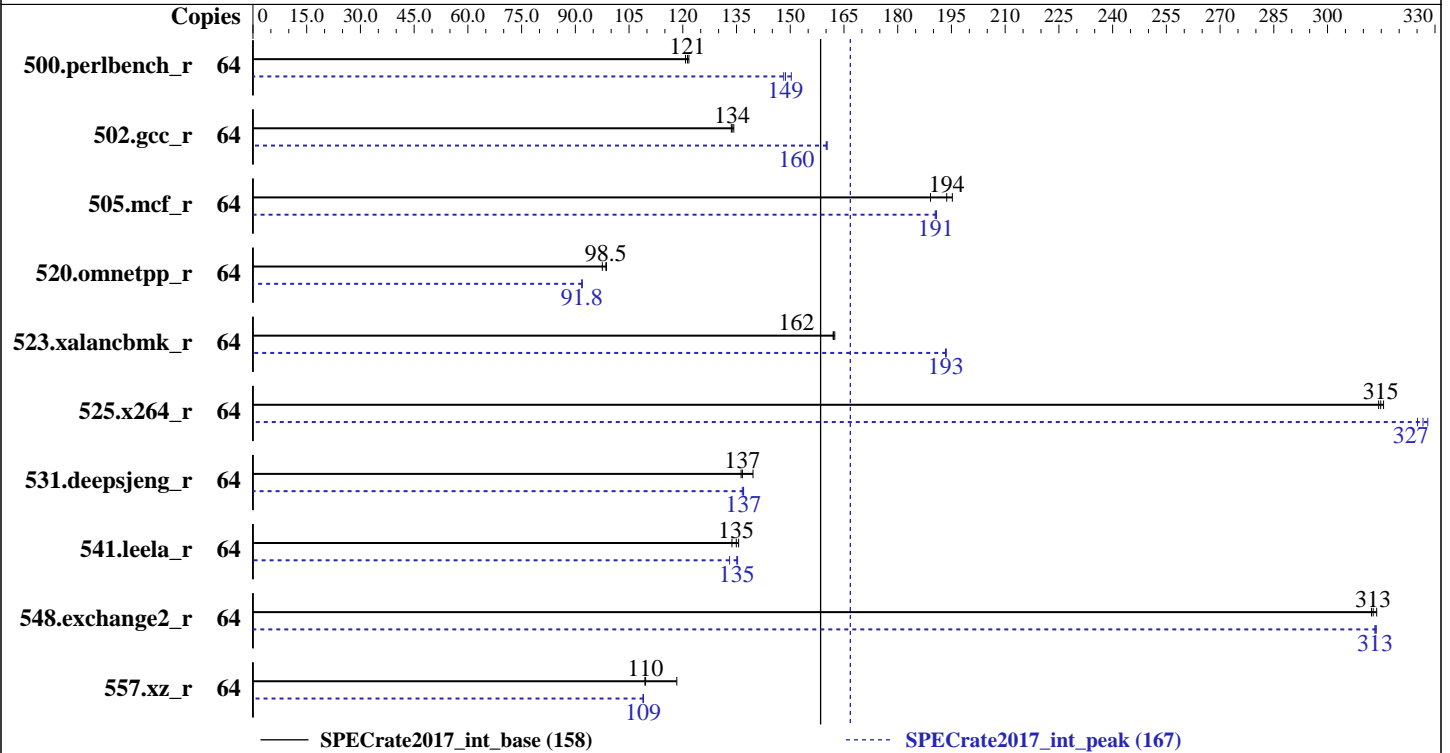 Copies 0 15.0 30.0 45.0 60.0 75.0 90.0 105 120 135 150 165 180 195 210 225 240 255 270 285 300 330
121
500.perlbench_r 64
149
134
502.gcc_r 64
160
194
505.mcf_r 64
191
98.5
520.omnetpp_r 64
91.8
162
523.xalancbmk_r 64
193
315
525.x264_r 64
327
137
531.deepsjeng_r 64
137
135
541.leela_r 64
135
313
548.exchange2_r 64
313
110
557.xz_r 64
109
SPECrate2017_int_base (158) SPECrate2017_int_peak (167)